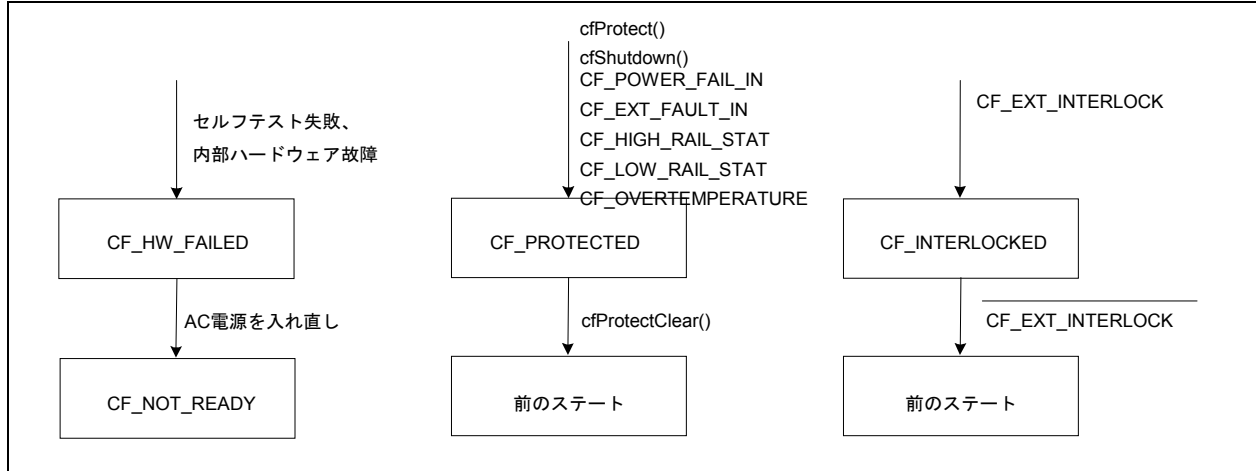 セルフテスト失敗、
内部ハードウェア故障
CF_HW_FAILED
AC電源を入れ直し
CF_NOT_READY
cfProtect()
cfShutdown()
CF_POWER_FAIL_IN
CF_EXT_FAULT_IN
CF_HIGH_RAIL_STAT
CF_LOW_RAIL_STAT
CF_OVERTEMPERATURE
CF_PROTECTED
cfProtectClear()
前のステート
CF_EXT_INTERLOCK
CF_INTERLOCKED
CF_EXT_INTERLOCK
前のステート